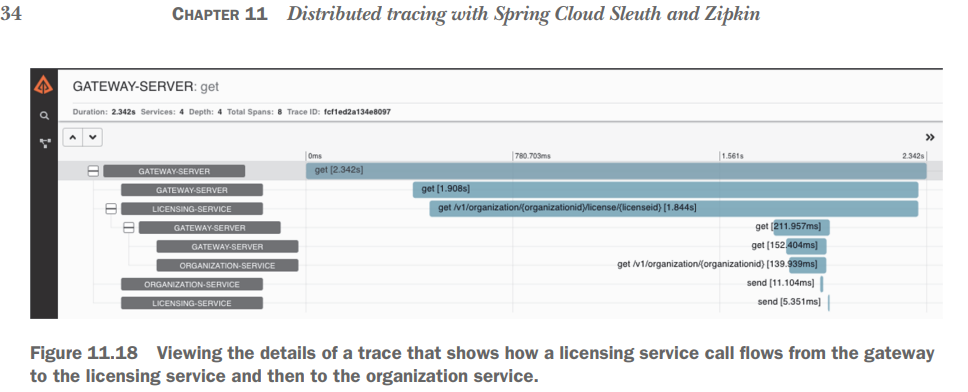 34 CHAPTER 11 Distributed tracing with Spring Cloud Sleuth and Zipkin
GATEWAY-SERVER: get
Duration: 2.342s Services: 4 Depth: 4 Total Spans: 8 Trace ID: fcf1ed2a134e8097
0ms 780.703ms 1.561s 2.342s
GATEWAY-SERVER get [2.342s]
GATEWAY-SERVER get [1.908s]
LICENSING-SERVICE get /v1/organization/{organizationid}/license/{licenseid} [1.844s]
GATEWAY-SERVER get [211.957ms]
GATEWAY-SERVER get [152.404ms]
ORGANIZATION-SERVICE get /v1/organization/{organizationid} [139.939ms]
ORGANIZATION-SERVICE send [11.104ms]
LICENSING-SERVICE send [5.351ms]
Figure 11.18 Viewing the details of a trace that shows how a licensing service call flows from the gateway
to the licensing service and then to the organization service.